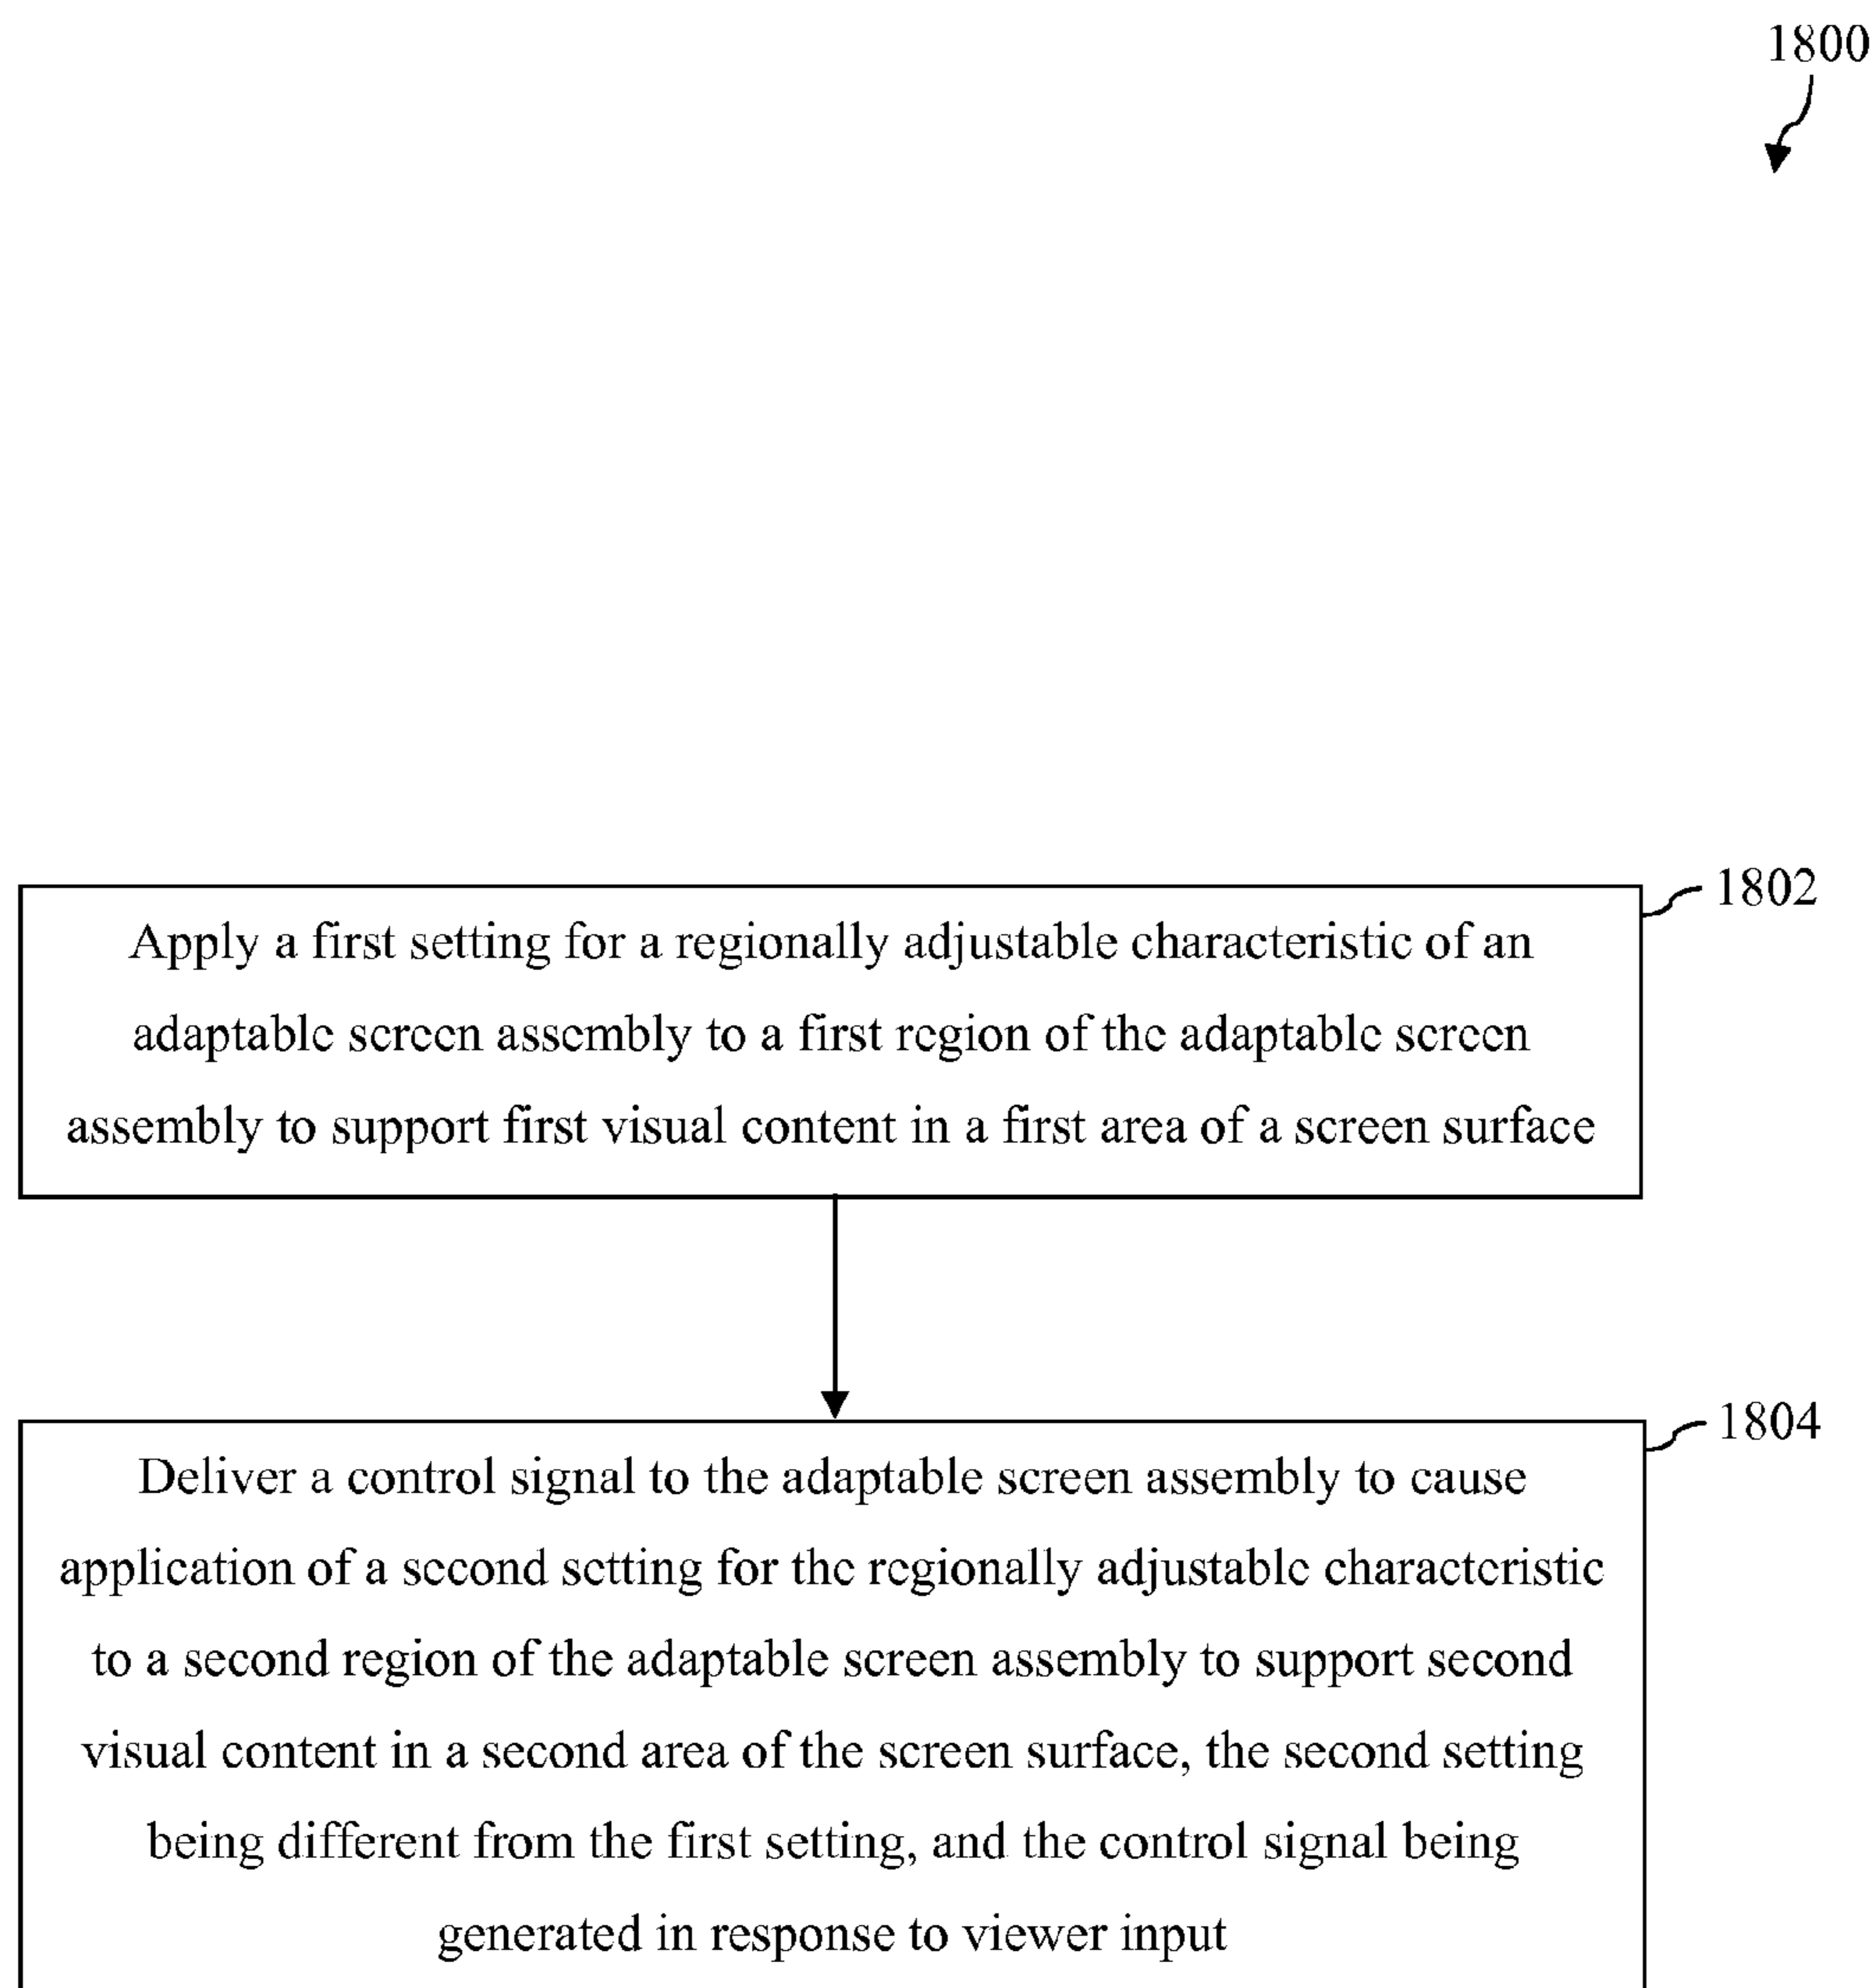 1800
1802
Apply a first setting for a regionally adjustable characteristic of an
adaptable screen assembly to a first region of the adaptable screen
assembly to support first visual content in a first area of a screen surface
1804
Deliver a control signal to the adaptable screen assembly to cause
application of a second setting for the regionally adjustable characteristic
to a second region of the adaptable screen assembly to support second
visual content in a second area of the screen surface, the second setting
being different from the first setting, and the control signal being
generated in response to viewer input